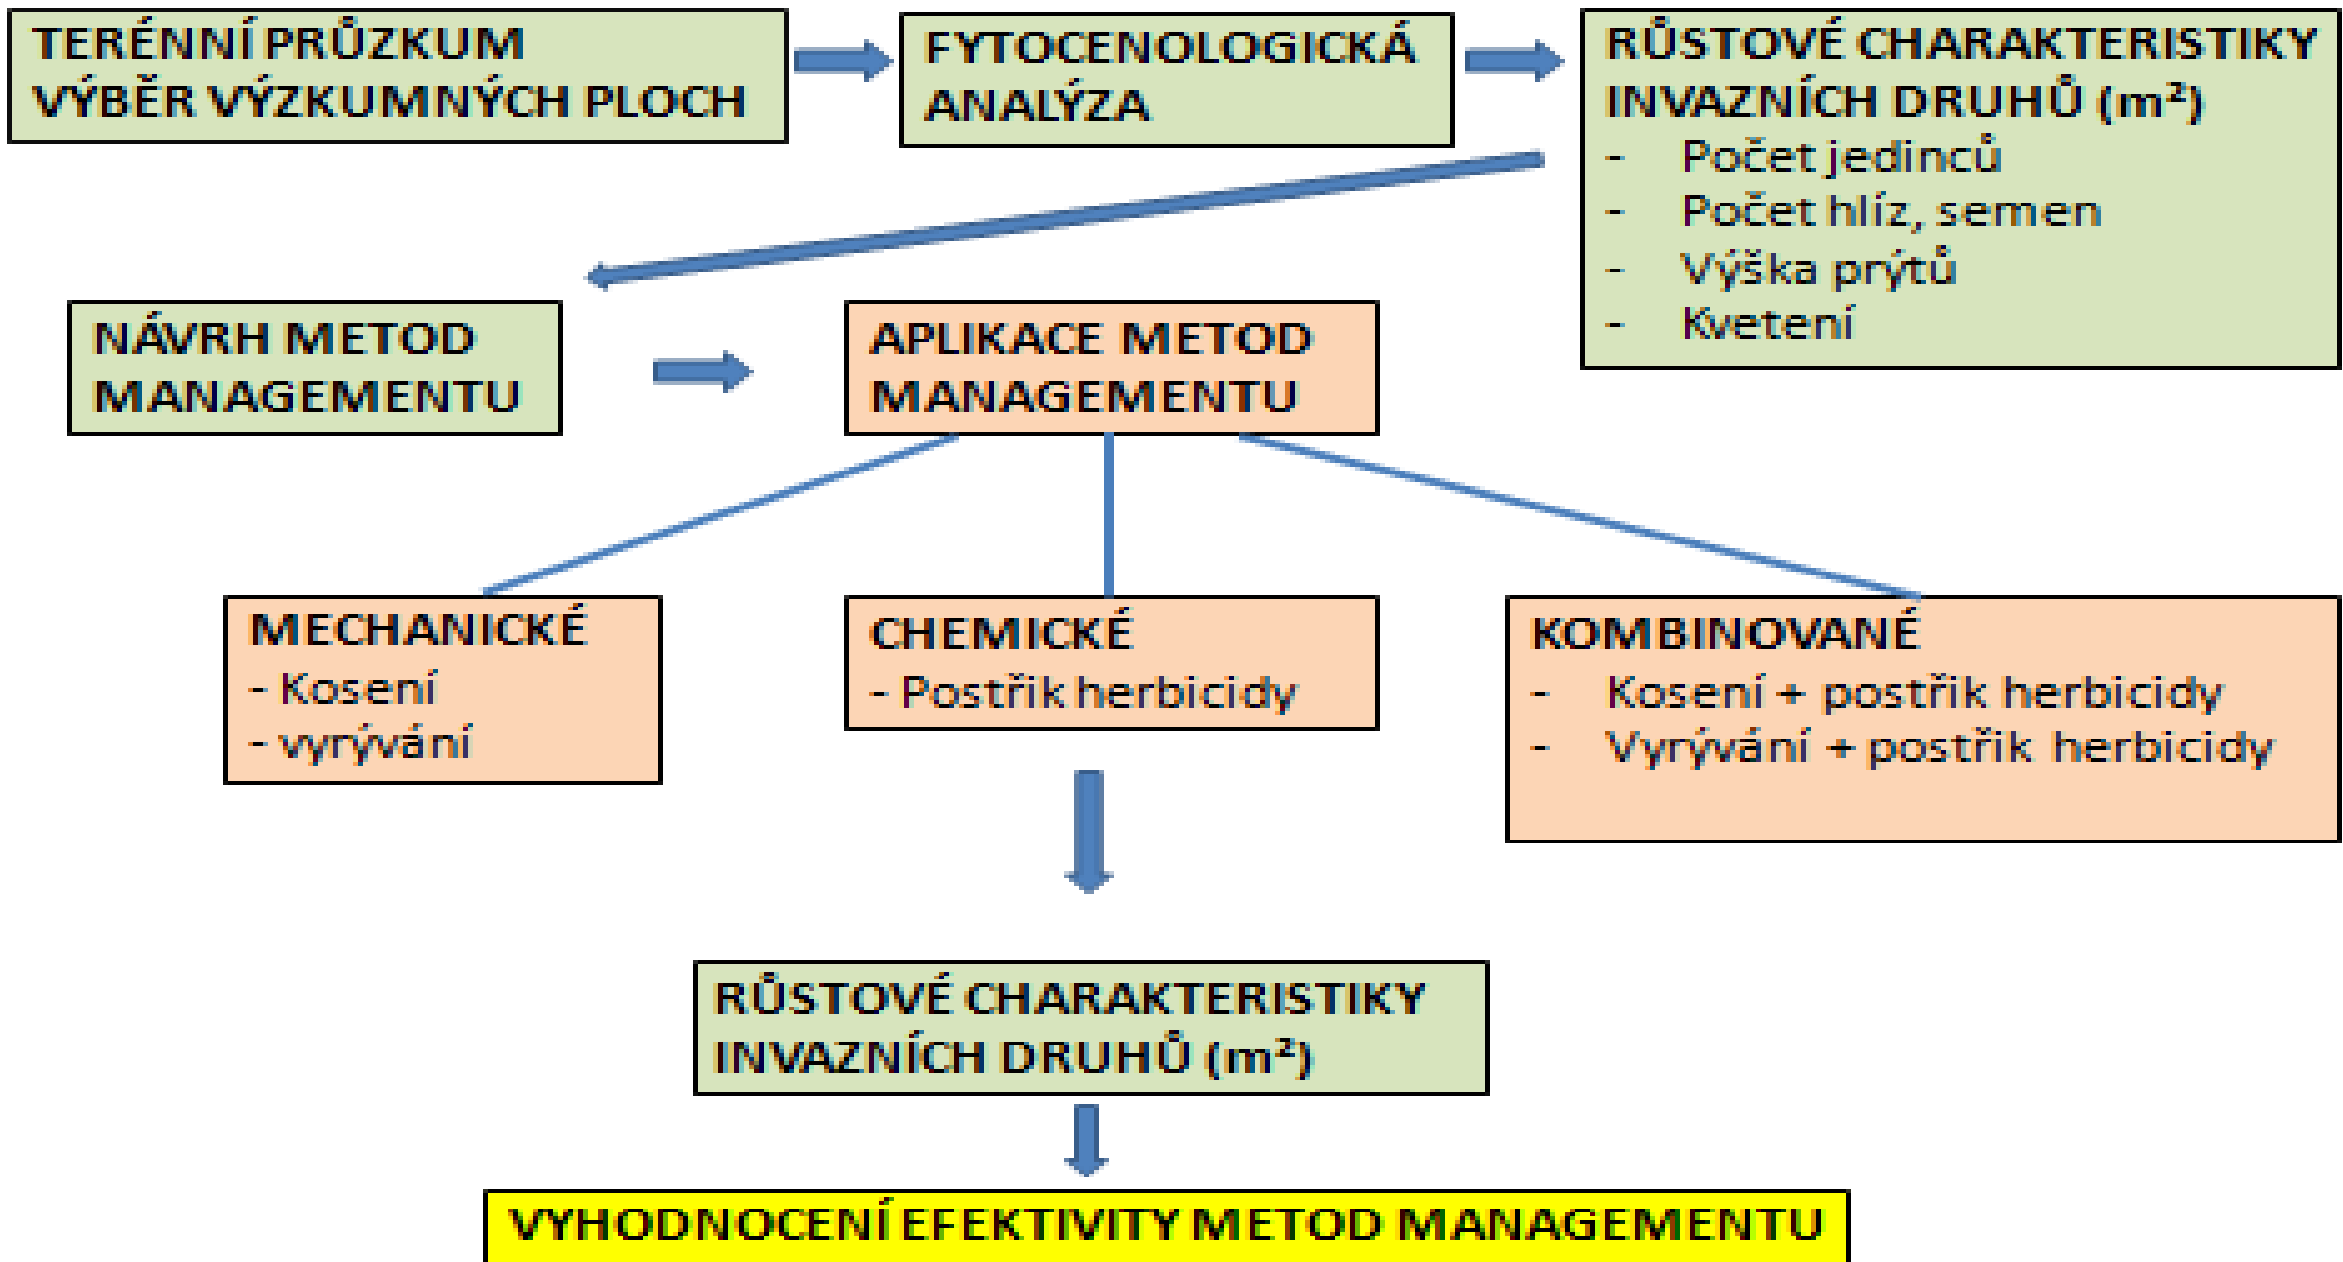 TERÉNNÍ PRŮZKUM
VÝBĚR VÝZKUMNÝCH PLOCH
FYTOCENOLOGICKÁ
ANALÝZA
RŮSTOVÉ CHARAKTERISTIKY
INVAZNÍCH DRUHŮ (m²)
- Počet jedinců
- Počet hlíz, semen
- Výška prýtů
- Kvetení
NÁVRH METOD
MANAGEMENTU
APLIKACE METOD
MANAGEMENTU
MECHANICKÉ
- Kosení
- vyrývání
CHEMICKÉ
- Postřik herbicidy
KOMBINOVANÉ
- Kosení + postřik herbicidy
- Vyrývání + postřik herbicidy
RŮSTOVÉ CHARAKTERISTIKY
INVAZNÍCH DRUHŮ (m²)
VYHODNOCENÍ EFEKTIVITY METOD MANAGEMENTU